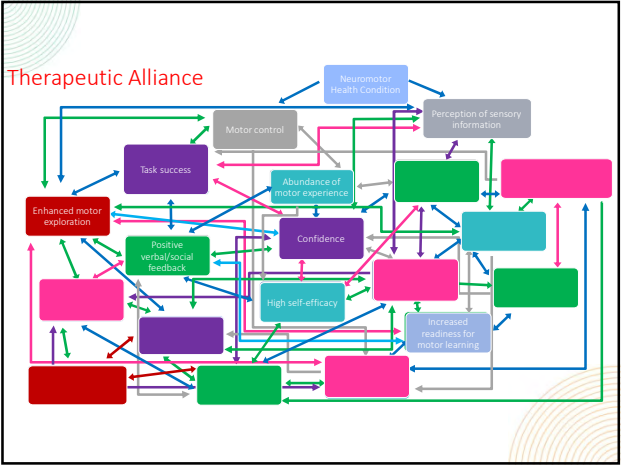 Therapeutic Alliance
Neuromotor
Health Condition
Perception of sensory
information
Motor control
Task success
Abundance of
motor experience
Enhanced motor
exploration
Confidence
Positive
verbal/social
feedback
High self-efficacy
Increased
readiness for
motor learning